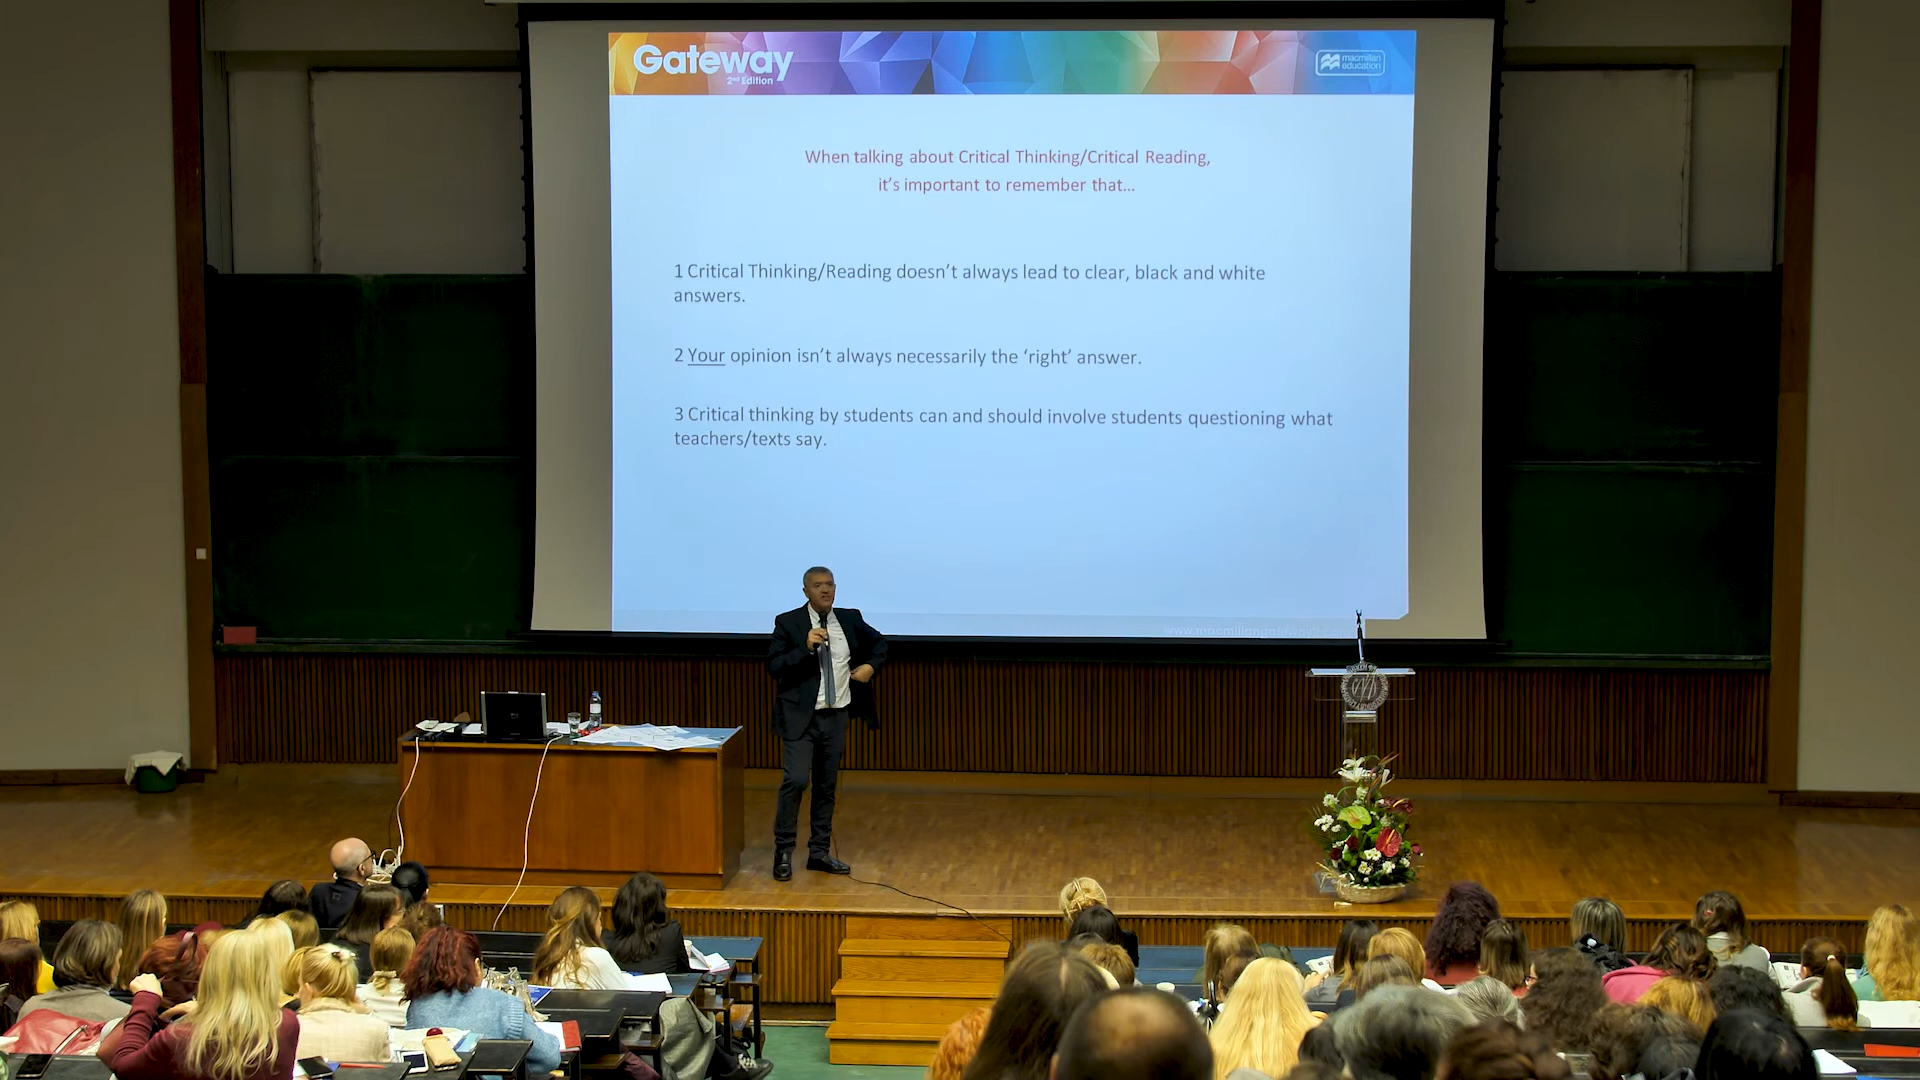 Gateway
2nd Edition
macmillan
education
When talking about Critical Thinking/Critical Reading,
it's important to remember that...
1 Critical Thinking/Reading doesn't always lead to clear, black and white
answers.
2 Your opinion isn't always necessarily the 'right' answer.
3 Critical thinking by students can and should involve students questioning what
teachers/texts say.